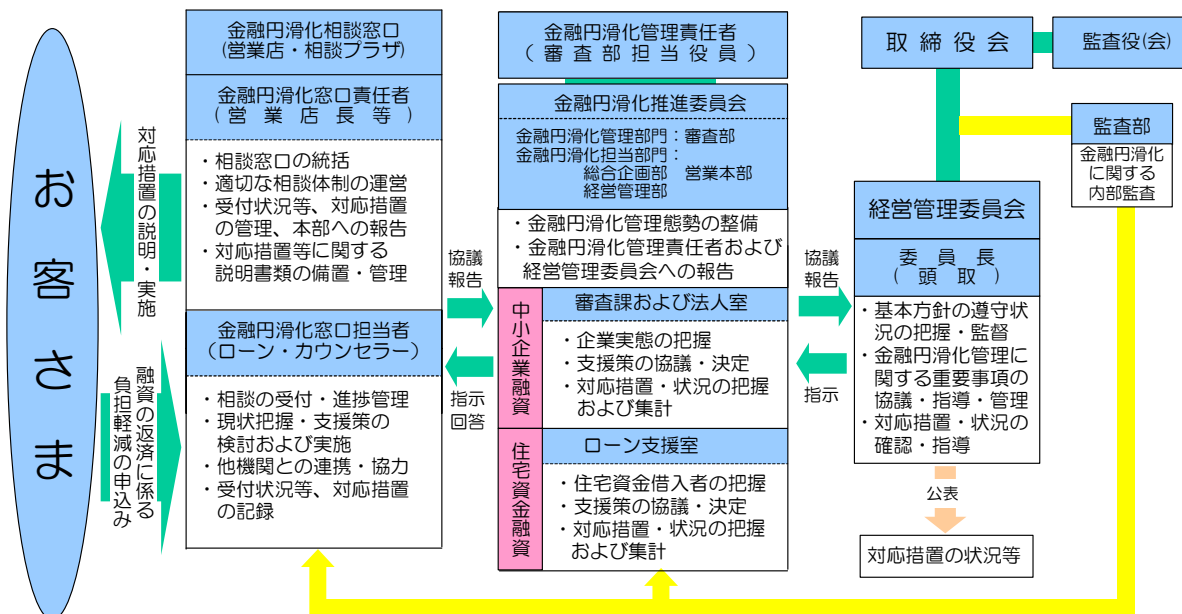 お客さま
対応措置の説明・実施
融資の返済に係る
負担軽減の申込み
金融円滑化相談窓口
(営業店・相談プラザ)
金融円滑化窓口責任者
(営業店長等)
・相談窓口の統括
・適切な相談体制の運営
・受付状況等、対応措置
の管理、本部への報告
・対応措置等に関する
説明書類の備置・管理
金融円滑化窓口担当者
(ローン・カウンセラー)
・相談の受付・進捗管理
・現状把握・支援策の
検討および実施
・他機関との連携・協力
・受付状況等、対応措置
の記録
協議
報告
指示
回答
金融円滑化管理責任者
(審査部担当役員)
金融円滑化推進委員会
金融円滑化管理部門:審査部
金融円滑化担当部門:
総合企画部 営業本部
経営管理部
・金融円滑化管理態勢の整備
・金融円滑化管理責任者および
経営管理委員会への報告
中小企業融資
審査課および法人室
・企業実態の把握
・支援策の協議・決定
・対応措置・状況の把握
および集計
住宅資金融資
ローン支援室
・住宅資金借入者の把握
・支援策の協議・決定
・対応措置・状況の把握
および集計
協議
報告
指示
取締役会
監査役(会)
監査部
金融円滑化
に関する
内部監査
経営管理委員会
委員長
(頭取)
・基本方針の遵守状
況の把握・監督
・金融円滑化管理に
関する重要事項の
協議・指導・管理
・対応措置・状況の
確認・指導
公表
対応措置の状況等